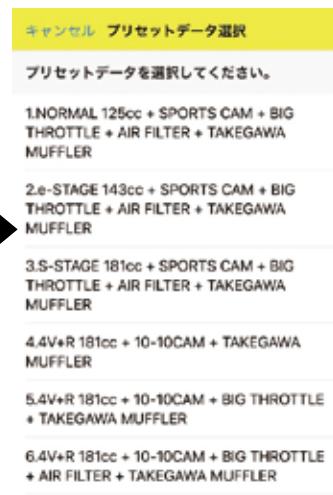 キャンセル プリセットデータ選択
プリセットデータを選択してください。
1.NORMAL 125cc + SPORTS CAM + BIG
THROTTLE + AIR FILTER + TAKEGAWA
MUFFLER
2.e-STAGE 143cc + SPORTS CAM + BIG
THROTTLE + AIR FILTER + TAKEGAWA
MUFFLER
3.S-STAGE 181cc + SPORTS CAM + BIG
THROTTLE + AIR FILTER + TAKEGAWA
MUFFLER
4.4V+R 181cc + 10-10CAM + TAKEGAWA
MUFFLER
5.4V+R 181cc + 10-10CAM + BIG THROTTLE
+ TAKEGAWA MUFFLER
6.4V+R 181cc + 10-10CAM + BIG THROTTLE
+ AIR FILTER + TAKEGAWA MUFFLER